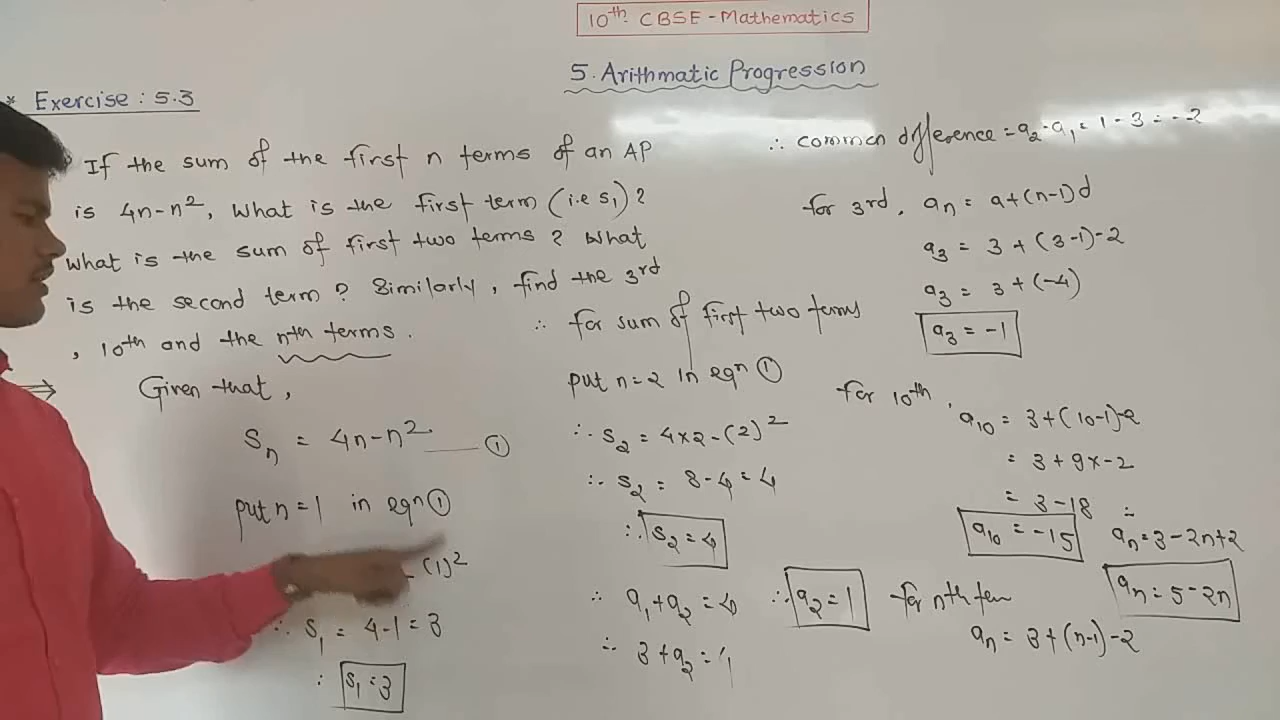 10th CBSE - Mathematics
5. Arithmatic Progression
* Exercise : 5.3
If the sum of the first n terms of an AP
is 4n-n², What is the first term (i.e s₁) ?
What is the sum of first two terms ? What
is the second term ? Similarly, find the 3rd
, 10th and the nth terms.
⇒ Given that,
Sₙ = 4n-n² —— ①
put n=1 in eqn ①
- (1)²
∴ S₁ = 4-1 = 3
∴ S₁ = 3
∴ for sum of first two terms
put n=2 in eqn ①
∴ S₂ = 4×2-(2)²
∴ S₂ = 8-4 = 4
∴ S₂ = 4
∴ a₁+a₂ = 4
∴ 3+a₂ = 4
∴ a₂ = 1
∴ common difference = a₂-a₁ = 1-3 = -2
for 3rd, aₙ = a+(n-1)d
a₃ = 3+(3-1)-2
a₃ = 3+(-4)
a₃ = -1
for 10th,
a₁₀ = 3+(10-1)-2
= 3+9×-2
= 3-18
a₁₀ = -15
for nth term
aₙ = 3+(n-1)-2
∴ aₙ = 3-2n+2
aₙ = 5-2n